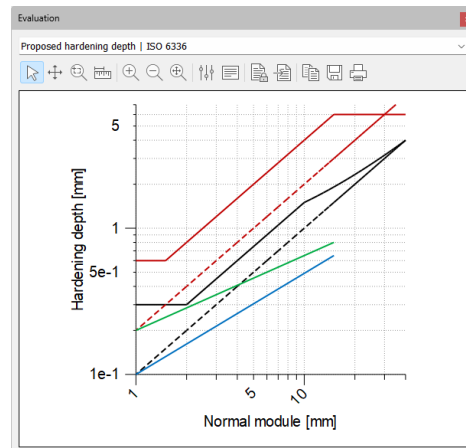 Evaluation
Proposed hardening depth | ISO 6336
5
1
5e-1
1e-1
Hardening depth [mm]
1
5
10
Normal module [mm]